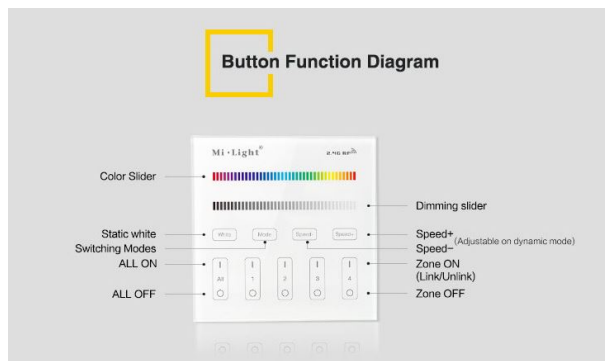 Button Function Diagram
Mi·Light®
2.4G RF
Color Slider
Dimming slider
Static white
White
Mode
Speed-
Speed+
Speed+
(Adjustable on dynamic mode)
Switching Modes
Speed–
ALL ON
Zone ON
(Link/Unlink)
All
1
2
3
4
ALL OFF
Zone OFF